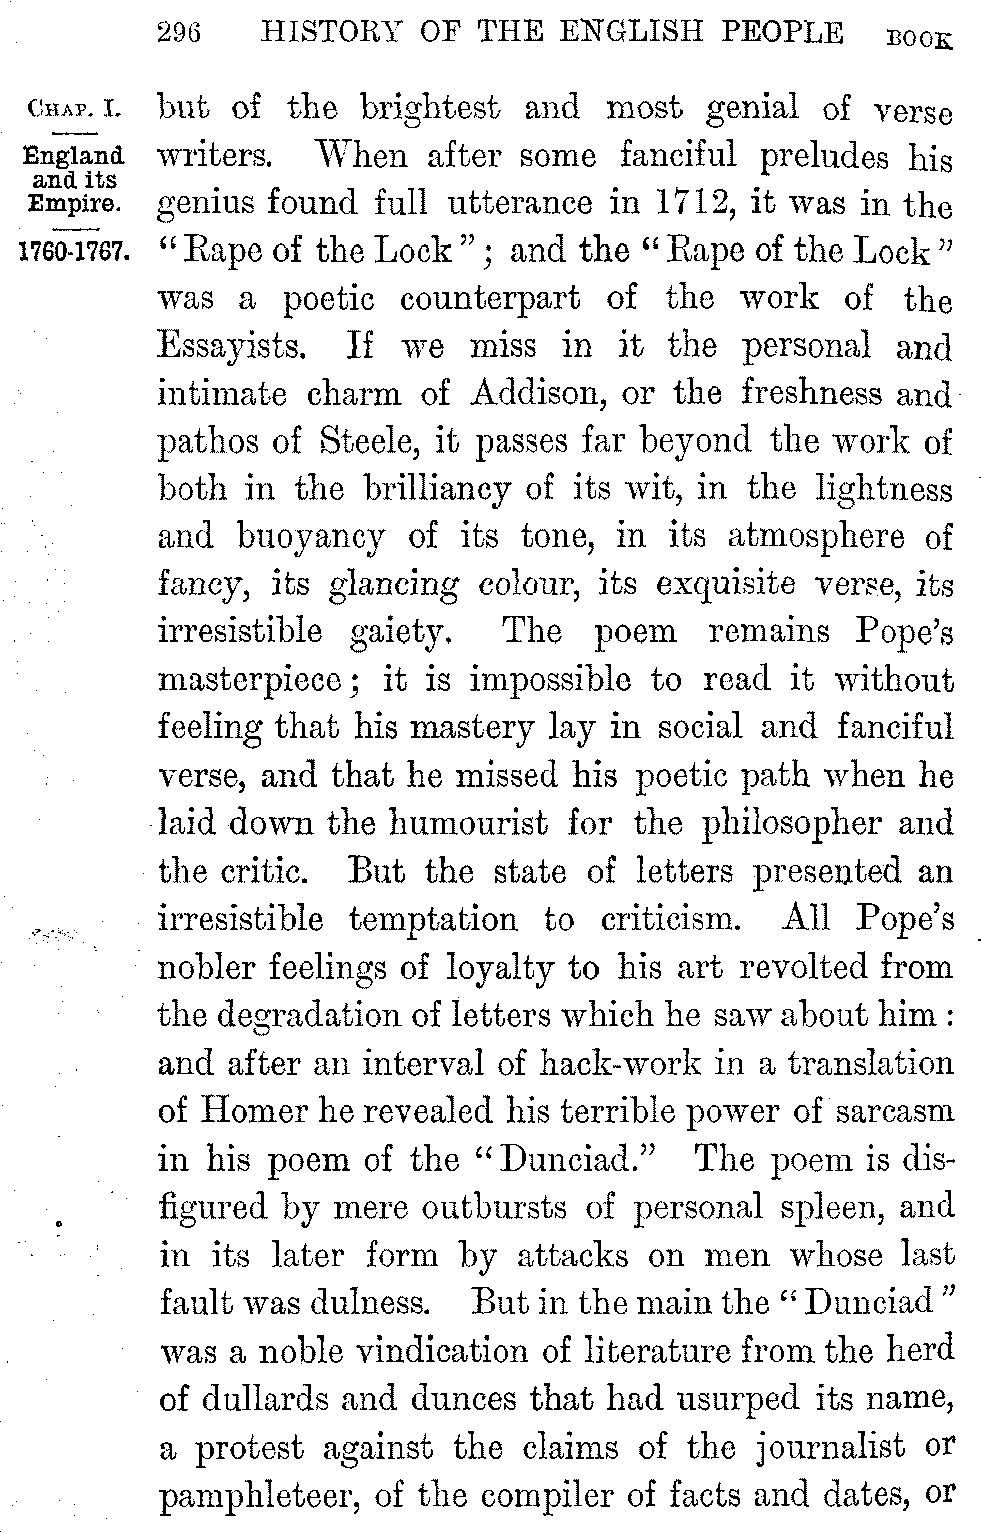 296 HISTORY OF THE ENGLISH PEOPLE BOOK
CHAP. I.
England
and its
Empire.
1760-1767.
but of the brightest and most genial of verse
writers. When after some fanciful preludes his
genius found full utterance in 1712, it was in the
“Rape of the Lock”; and the “Rape of the Lock”
was a poetic counterpart of the work of the
Essayists. If we miss in it the personal and
intimate charm of Addison, or the freshness and
pathos of Steele, it passes far beyond the work of
both in the brilliancy of its wit, in the lightness
and buoyancy of its tone, in its atmosphere of
fancy, its glancing colour, its exquisite verse, its
irresistible gaiety. The poem remains Pope’s
masterpiece; it is impossible to read it without
feeling that his mastery lay in social and fanciful
verse, and that he missed his poetic path when he
laid down the humourist for the philosopher and
the critic. But the state of letters presented an
irresistible temptation to criticism. All Pope’s
nobler feelings of loyalty to his art revolted from
the degradation of letters which he saw about him :
and after an interval of hack-work in a translation
of Homer he revealed his terrible power of sarcasm
in his poem of the “Dunciad.” The poem is dis-
figured by mere outbursts of personal spleen, and
in its later form by attacks on men whose last
fault was dulness. But in the main the “Dunciad”
was a noble vindication of literature from the herd
of dullards and dunces that had usurped its name,
a protest against the claims of the journalist or
pamphleteer, of the compiler of facts and dates, or